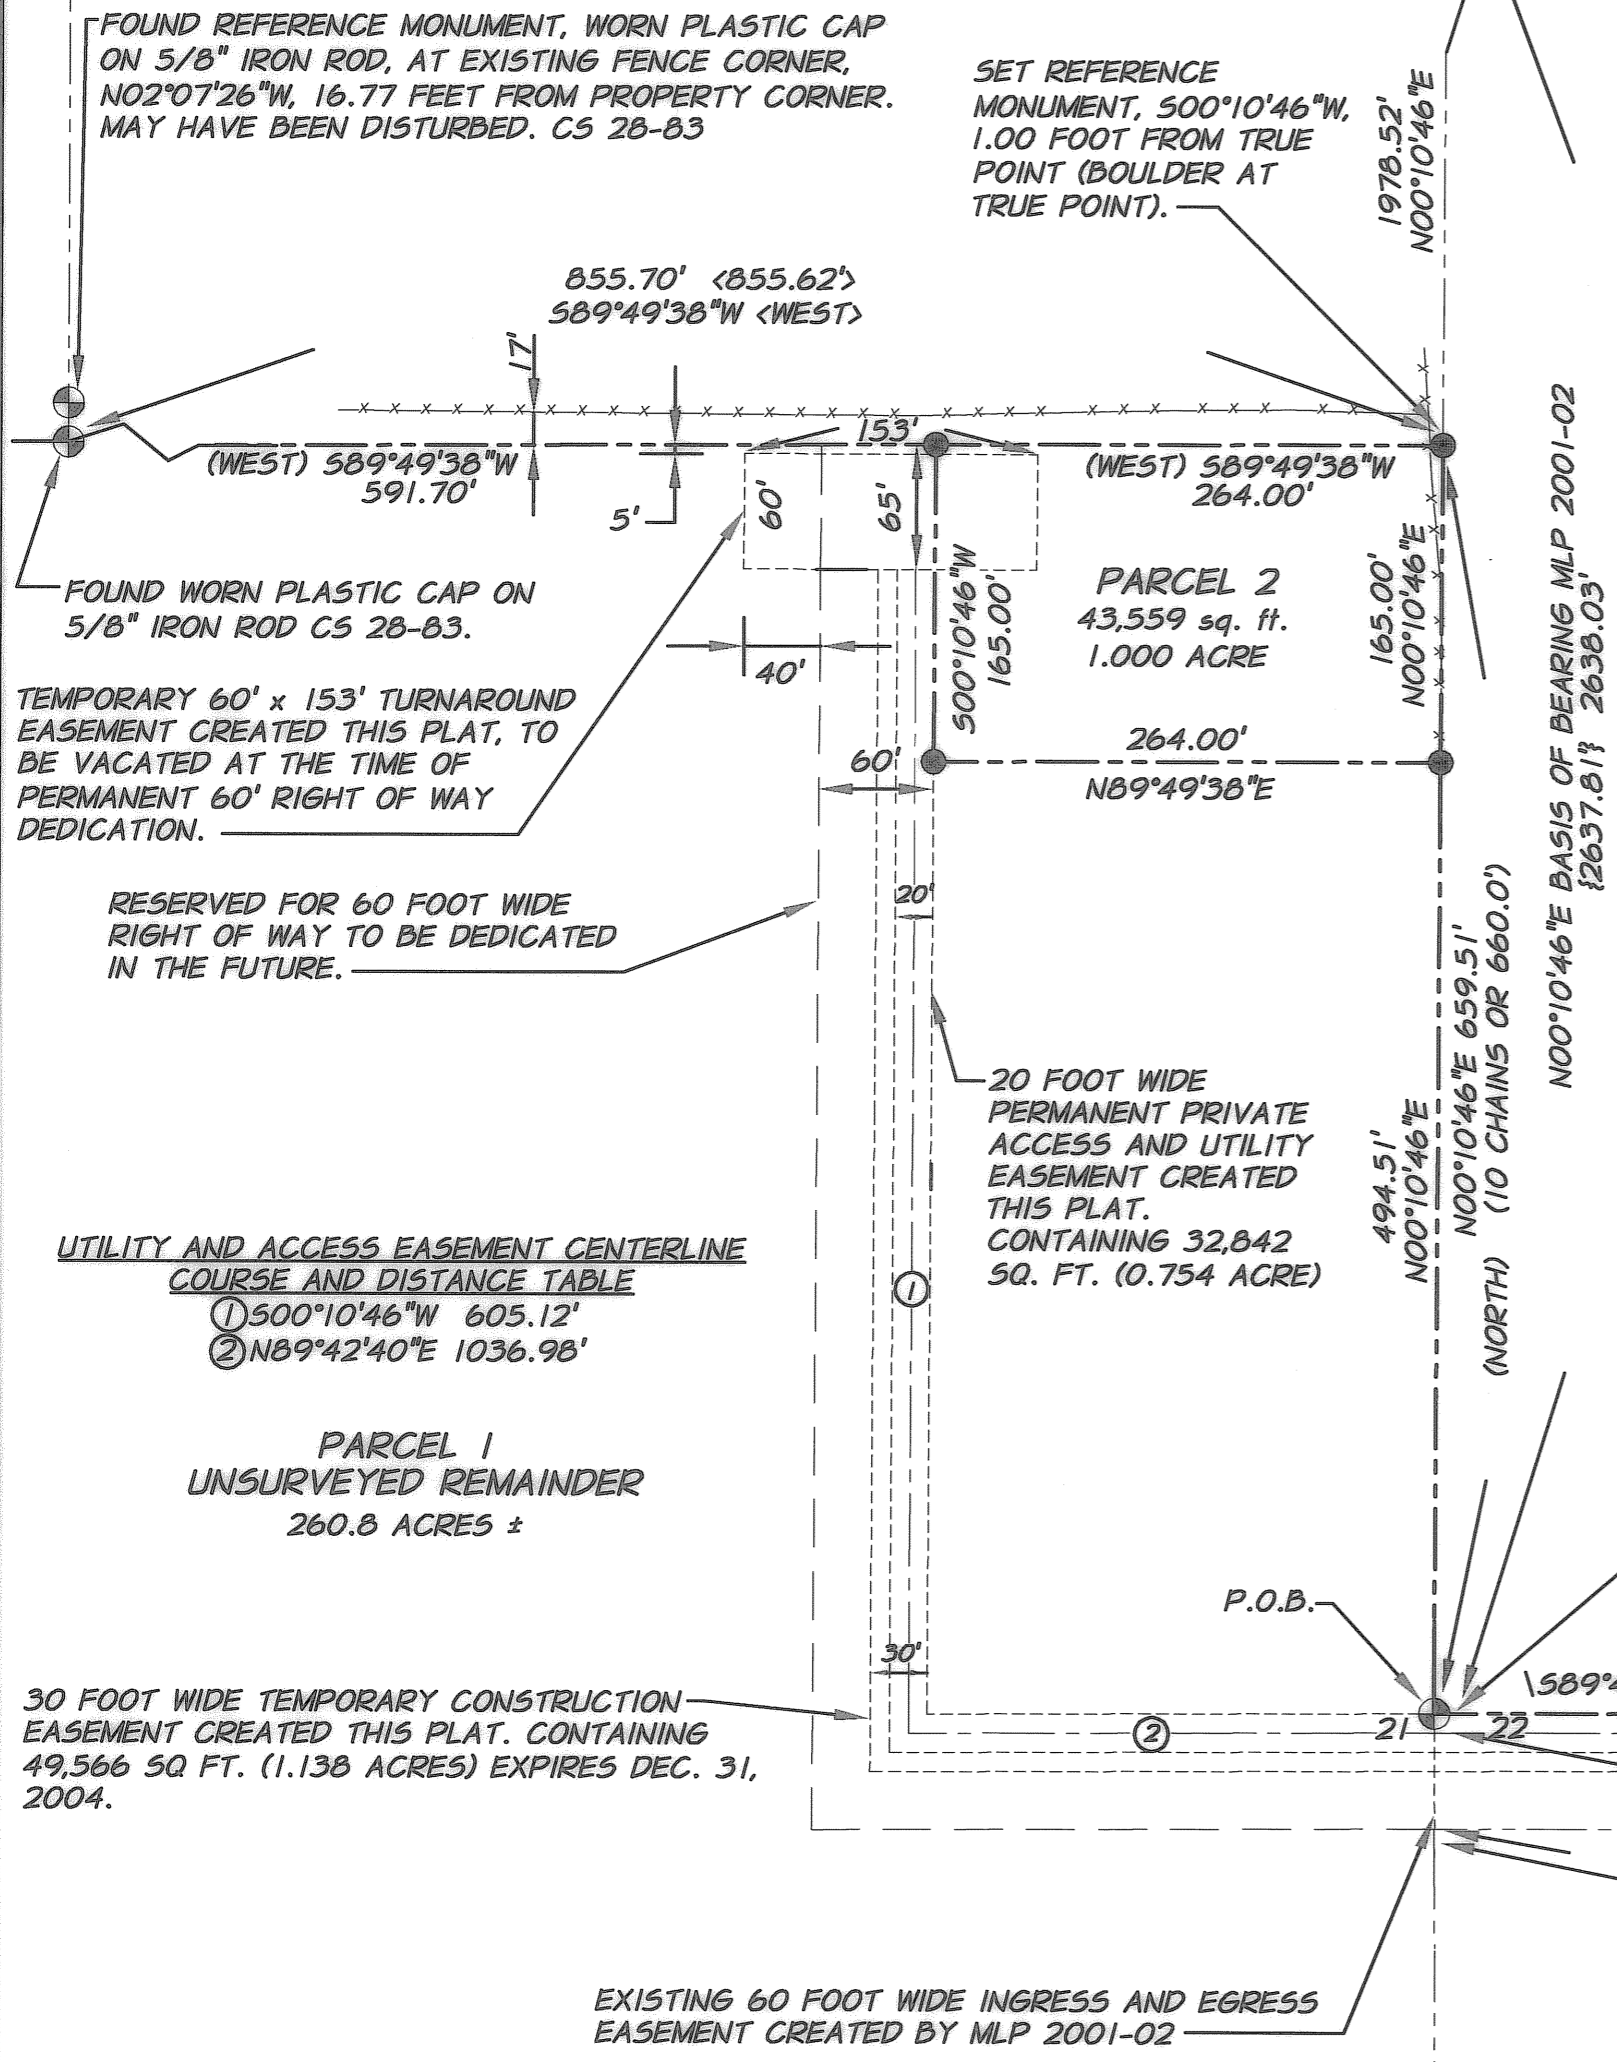 FOUND REFERENCE MONUMENT, WORN PLASTIC CAP
ON 5/8" IRON ROD, AT EXISTING FENCE CORNER,
N02°07'26"W, 16.77 FEET FROM PROPERTY CORNER.
MAY HAVE BEEN DISTURBED. CS 28-83
SET REFERENCE
MONUMENT, S00°10'46"W,
1.00 FOOT FROM TRUE
POINT (BOULDER AT
TRUE POINT).
1978.52'
N00°10'46"E
855.70' <855.62'>
S89°49'38"W <WEST>
17'
153'
(WEST) S89°49'38"W
591.70'
(WEST) S89°49'38"W
264.00'
5'
60'
65'
S00°10'46"W
165.00'
PARCEL 2
43,559 sq. ft.
1.000 ACRE
165.00'
N00°10'46"E
N00°10'46"E BASIS OF BEARING MLP 2001-02
{2637.81'} 2638.03'
FOUND WORN PLASTIC CAP ON
5/8" IRON ROD CS 28-83.
40'
TEMPORARY 60' x 153' TURNAROUND
EASEMENT CREATED THIS PLAT, TO
BE VACATED AT THE TIME OF
PERMANENT 60' RIGHT OF WAY
DEDICATION.
60'
264.00'
N89°49'38"E
RESERVED FOR 60 FOOT WIDE
RIGHT OF WAY TO BE DEDICATED
IN THE FUTURE.
20'
20 FOOT WIDE
PERMANENT PRIVATE
ACCESS AND UTILITY
EASEMENT CREATED
THIS PLAT.
CONTAINING 32,842
SQ. FT. (0.754 ACRE)
494.51'
N00°10'46"E
N00°10'46"E 659.51'
(NORTH) (10 CHAINS OR 660.0')
UTILITY AND ACCESS EASEMENT CENTERLINE
COURSE AND DISTANCE TABLE
1 S00°10'46"W 605.12'
2 N89°42'40"E 1036.98'
1
PARCEL 1
UNSURVEYED REMAINDER
260.8 ACRES ±
P.O.B.
30'
30 FOOT WIDE TEMPORARY CONSTRUCTION
EASEMENT CREATED THIS PLAT. CONTAINING
49,566 SQ FT. (1.138 ACRES) EXPIRES DEC. 31,
2004.
2
21
22
\S89°4
EXISTING 60 FOOT WIDE INGRESS AND EGRESS
EASEMENT CREATED BY MLP 2001-02